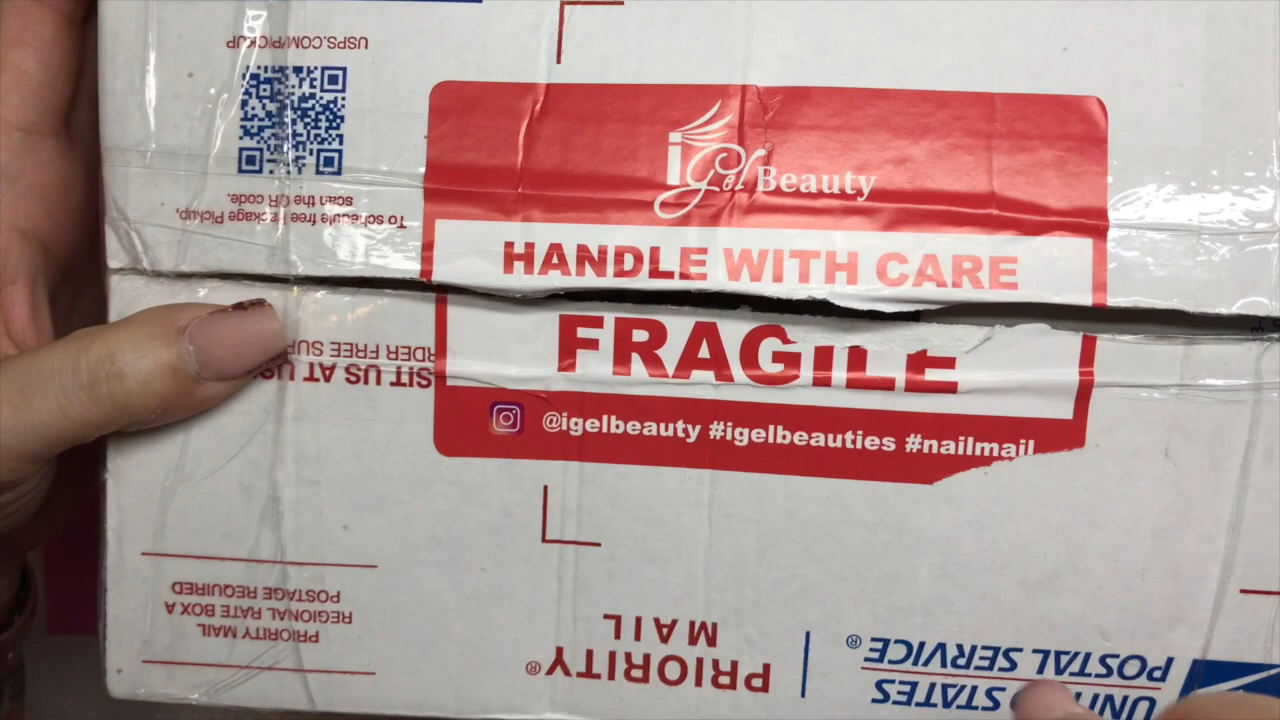 iGel Beauty
HANDLE WITH CARE
FRAGILE
@igelbeauty #igelbeauties #nailmail
USPS.COM/PICKUP
To schedule free Package Pickup,
scan the QR code.
RDER FREE
SIT US AT US
UNITED STATES
POSTAL SERVICE®
PRIORITY®
MAIL
PRIORITY MAIL
REGIONAL RATE BOX A
POSTAGE REQUIRED